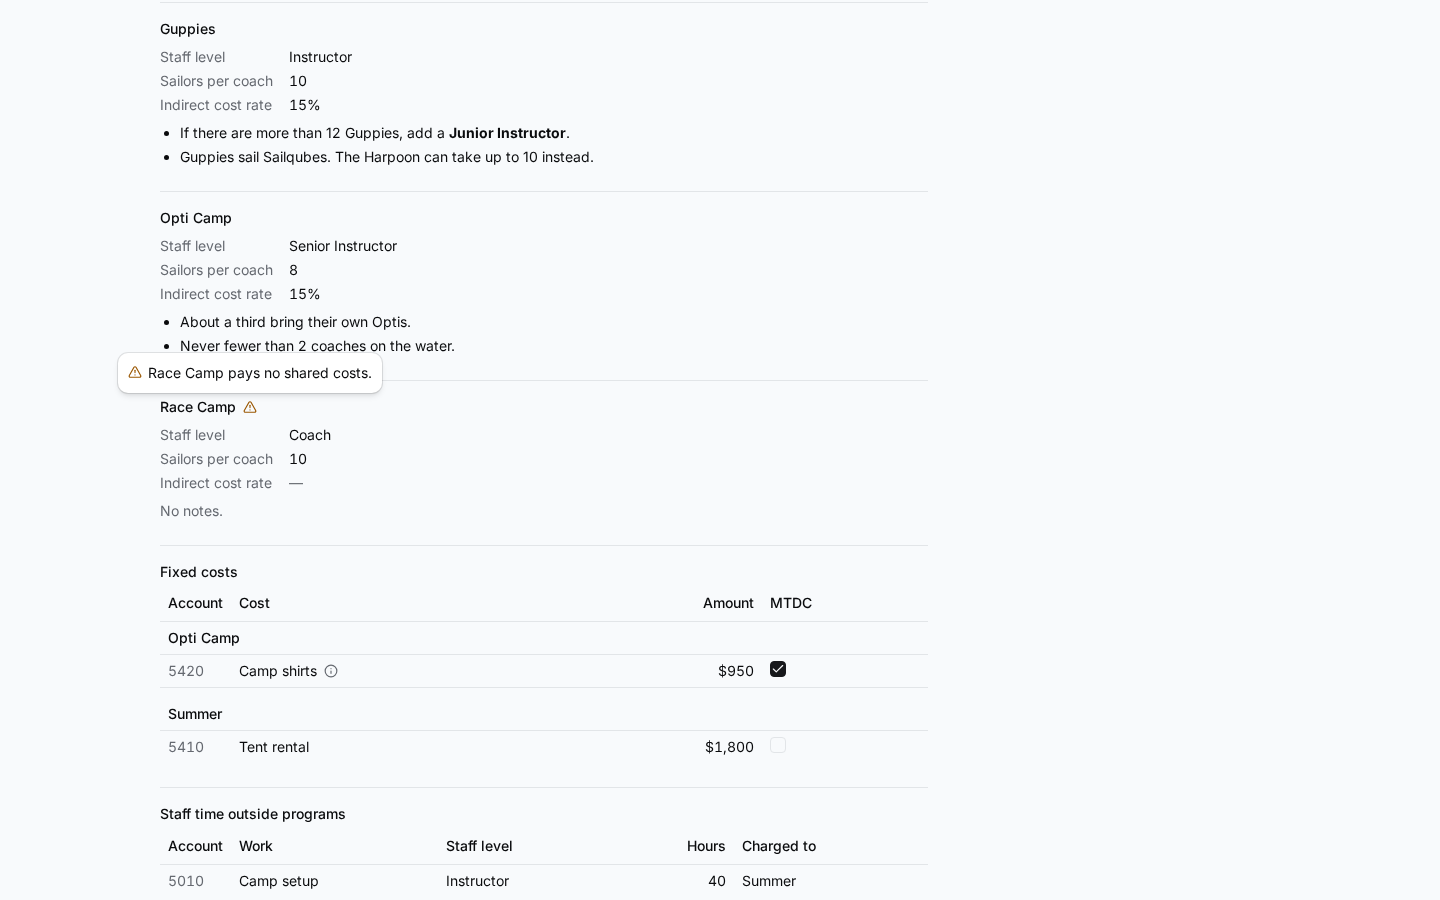 Guppies
Staff level Instructor
Sailors per coach 10
Indirect cost rate 15%
• If there are more than 12 Guppies, add a Junior Instructor.
• Guppies sail Sailqubes. The Harpoon can take up to 10 instead.
Opti Camp
Staff level Senior Instructor
Sailors per coach 8
Indirect cost rate 15%
• About a third bring their own Optis.
• Never fewer than 2 coaches on the water.
Race Camp pays no shared costs.
Race Camp
Staff level Coach
Sailors per coach 10
Indirect cost rate —
No notes.
Fixed costs
Account Cost Amount MTDC
Opti Camp
5420 Camp shirts $950
Summer
5410 Tent rental $1,800
Staff time outside programs
Account Work Staff level Hours Charged to
5010 Camp setup Instructor 40 Summer